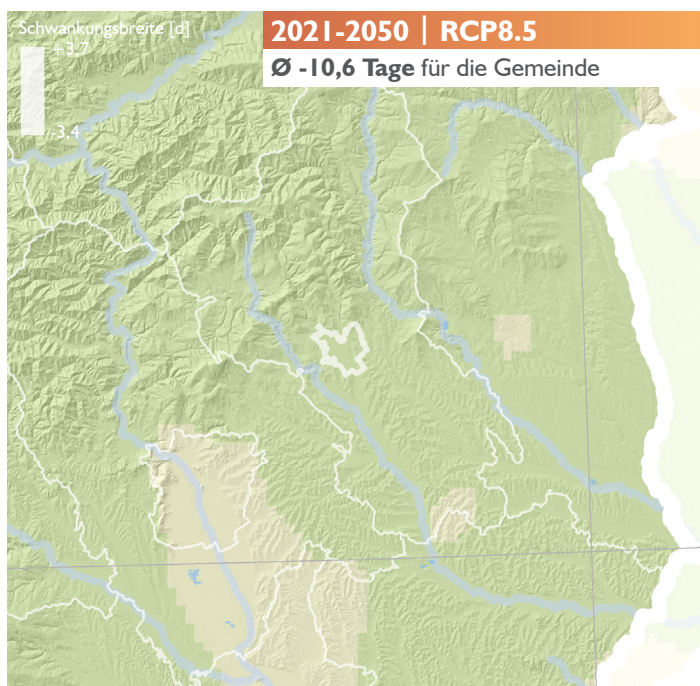 Schwankungsbreite [d]
+3,7
-3,4
2021-2050 | RCP8.5
Ø -10,6 Tage für die Gemeinde